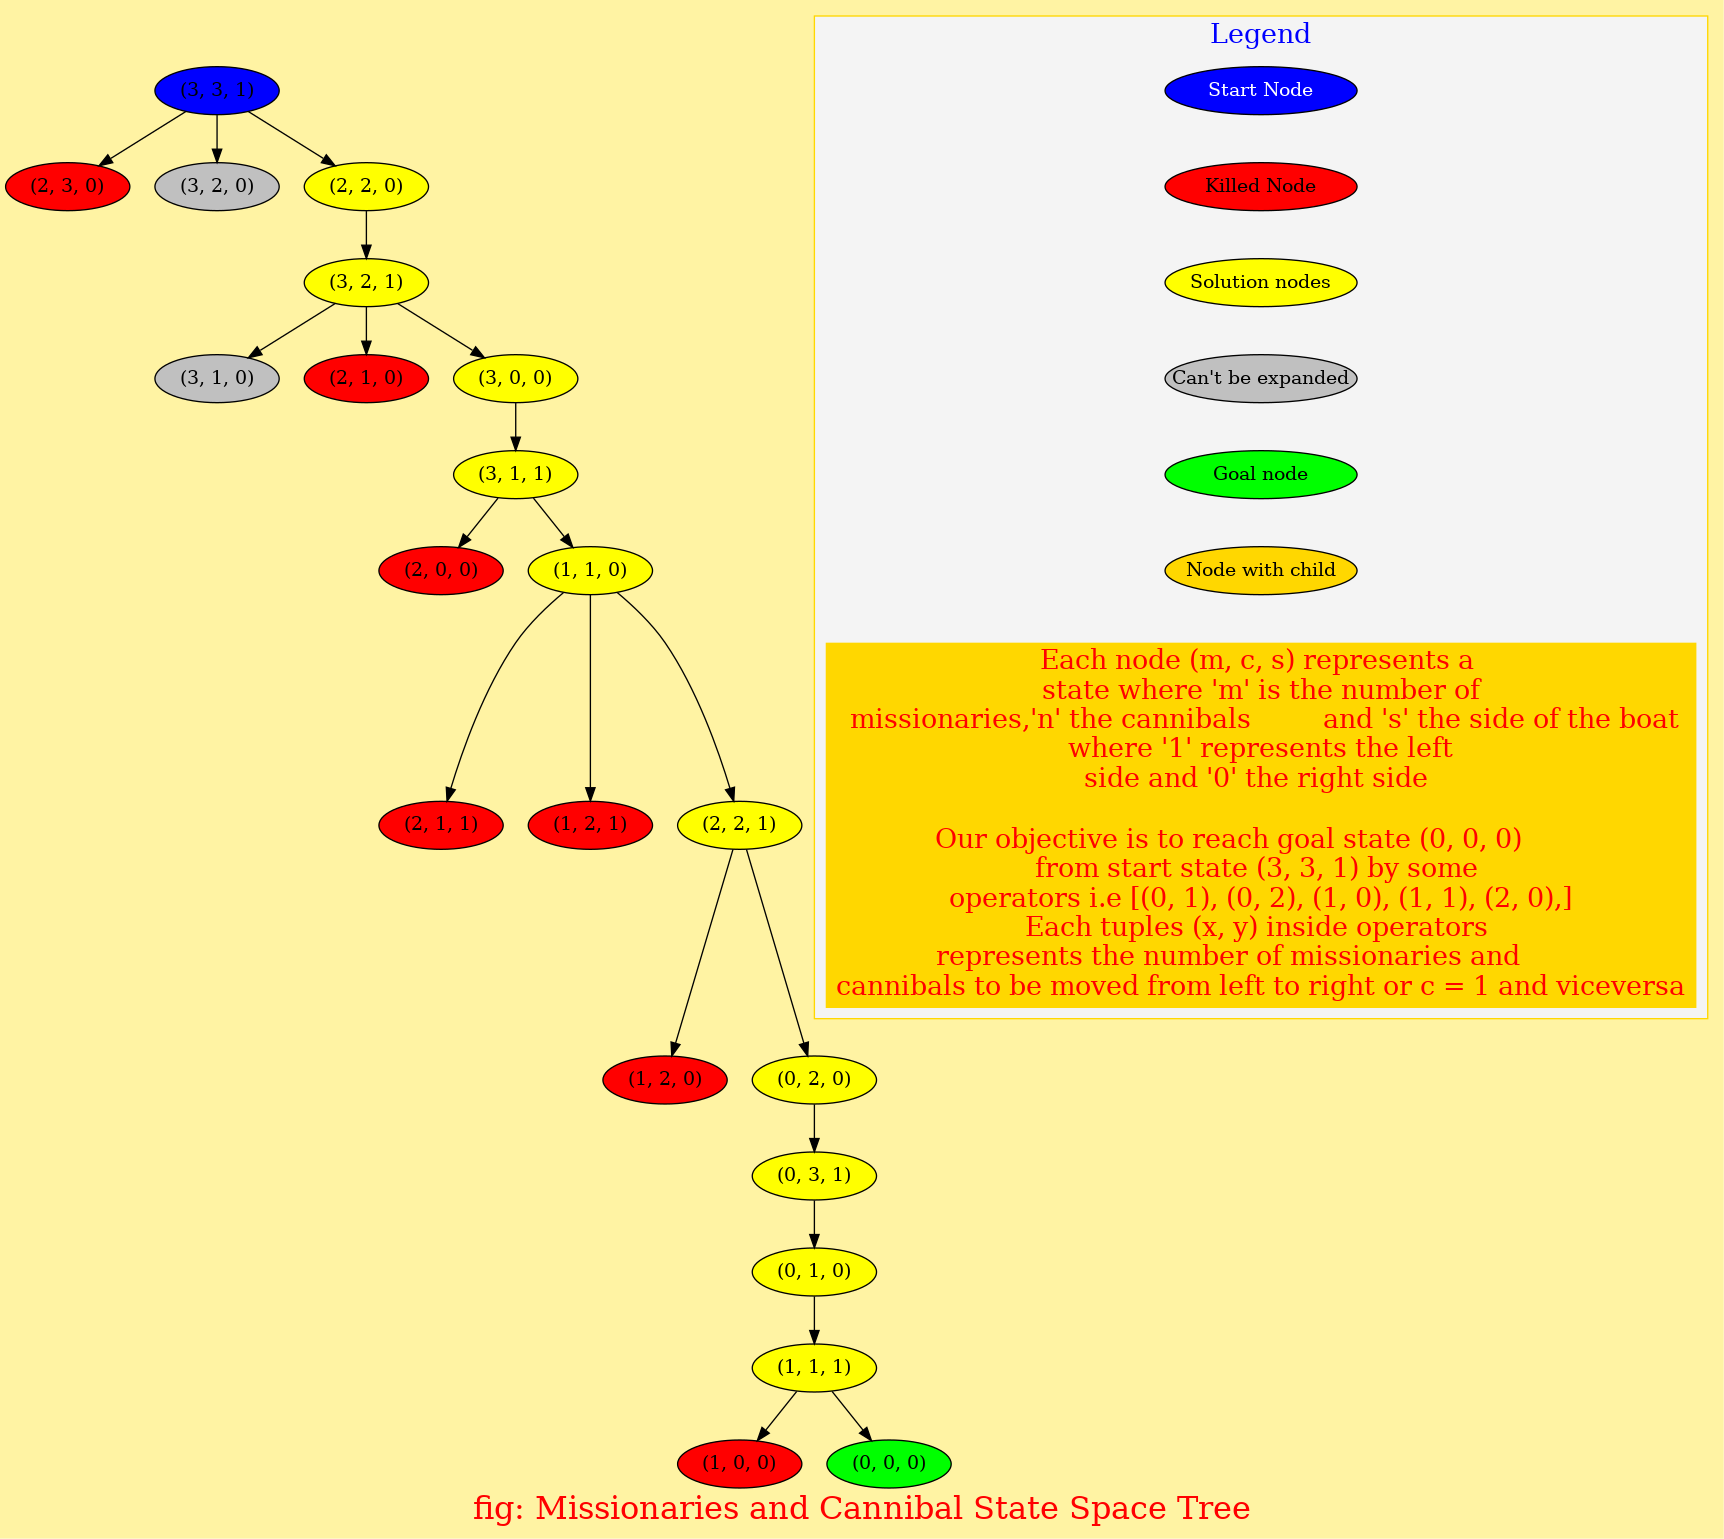 Legend
(3, 3, 1)
Start Node
(2, 3, 0)
(3, 2, 0)
(2, 2, 0)
Killed Node
(3, 2, 1)
Solution nodes
(3, 1, 0)
(2, 1, 0)
(3, 0, 0)
Can't be expanded
(3, 1, 1)
Goal node
(2, 0, 0)
(1, 1, 0)
Node with child
Each node (m, c, s) represents a
state where 'm' is the number of
missionaries,'n' the cannibals and 's' the side of the boat
where '1' represents the left
side and '0' the right side
Our objective is to reach goal state (0, 0, 0)
from start state (3, 3, 1) by some
operators i.e [(0, 1), (0, 2), (1, 0), (1, 1), (2, 0),]
Each tuples (x, y) inside operators
represents the number of missionaries and
cannibals to be moved from left to right or c = 1 and viceversa
(2, 1, 1)
(1, 2, 1)
(2, 2, 1)
(1, 2, 0)
(0, 2, 0)
(0, 3, 1)
(0, 1, 0)
(1, 1, 1)
(1, 0, 0)
(0, 0, 0)
fig: Missionaries and Cannibal State Space Tree